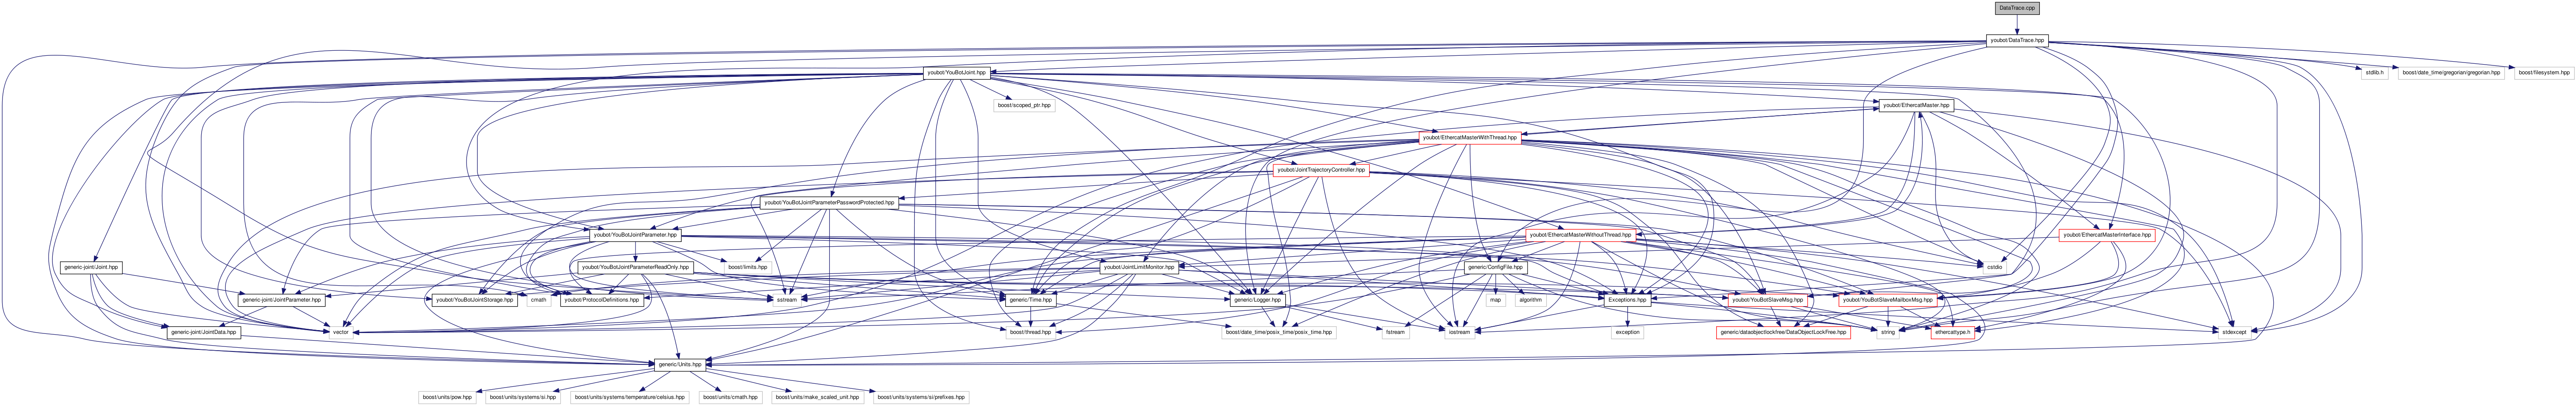 DataTrace.cpp
youbot/DataTrace.hpp
youbot/YouBotJoint.hpp
stdlib.h
boost/date_time/gregorian/gregorian.hpp
boost/filesystem.hpp
boost/scoped_ptr.hpp
youbot/EthercatMaster.hpp
youbot/EthercatMasterWithThread.hpp
youbot/JointTrajectoryController.hpp
youbot/YouBotJointParameterPasswordProtected.hpp
youbot/YouBotJointParameter.hpp
youbot/EthercatMasterWithoutThread.hpp
youbot/EthercatMasterInterface.hpp
generic-joint/Joint.hpp
youbot/YouBotJointParameterReadOnly.hpp
boost/limits.hpp
youbot/JointLimitMonitor.hpp
generic/ConfigFile.hpp
cstdio
generic-joint/JointParameter.hpp
youbot/YouBotJointStorage.hpp
cmath
youbot/ProtocolDefinitions.hpp
sstream
generic/Time.hpp
generic/Logger.hpp
map
algorithm
Exceptions.hpp
youbot/YouBotSlaveMsg.hpp
youbot/YouBotSlaveMailboxMsg.hpp
generic-joint/JointData.hpp
vector
boost/thread.hpp
boost/date_time/posix_time/posix_time.hpp
fstream
iostream
exception
generic/dataobjectlockfree/DataObjectLockFree.hpp
string
ethercattype.h
stdexcept
generic/Units.hpp
boost/units/pow.hpp
boost/units/systems/si.hpp
boost/units/systems/temperature/celsius.hpp
boost/units/cmath.hpp
boost/units/make_scaled_unit.hpp
boost/units/systems/si/prefixes.hpp